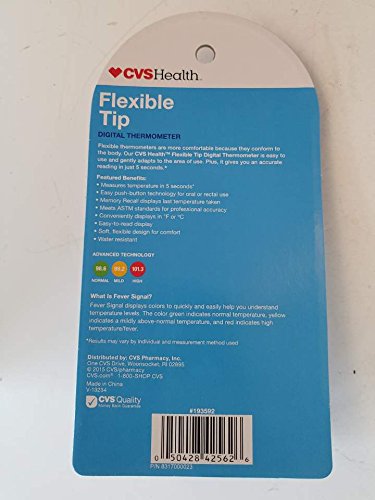 CVSHealth™
Flexible
Tip
DIGITAL THERMOMETER
Flexible thermometers are more comfortable because they conform to
the body. Our CVS Health™ Flexible Tip Digital Thermometer is easy to
use and gently adapts to the area of use. Plus, it gives you an accurate
reading in just 5 seconds.*
Featured Benefits:
• Measures temperature in 5 seconds*
• Easy push-button technology for oral or rectal use
• Memory Recall displays last temperature taken
• Meets ASTM standards for professional accuracy
• Conveniently displays in °F or °C
• Easy-to-read display
• Soft, flexible design for comfort
• Water resistant
ADVANCED TECHNOLOGY
98.6 99.2 101.3
NORMAL MILD HIGH
What Is Fever Signal?
Fever Signal displays colors to quickly and easily help you understand
temperature levels. The color green indicates normal temperature, yellow
indicates a mildly above-normal temperature, and red indicates high
temperature/fever.
*Results may vary by individual and measurement method used
Distributed by: CVS Pharmacy, Inc.
One CVS Drive, Woonsocket, RI 02895
© 2015 CVS/pharmacy
CVS.com® 1-800-SHOP CVS
Made in China
V-13234
CVS Quality
Money Back Guarantee
#193592
0 50428 42562 6
P/N 8317000023